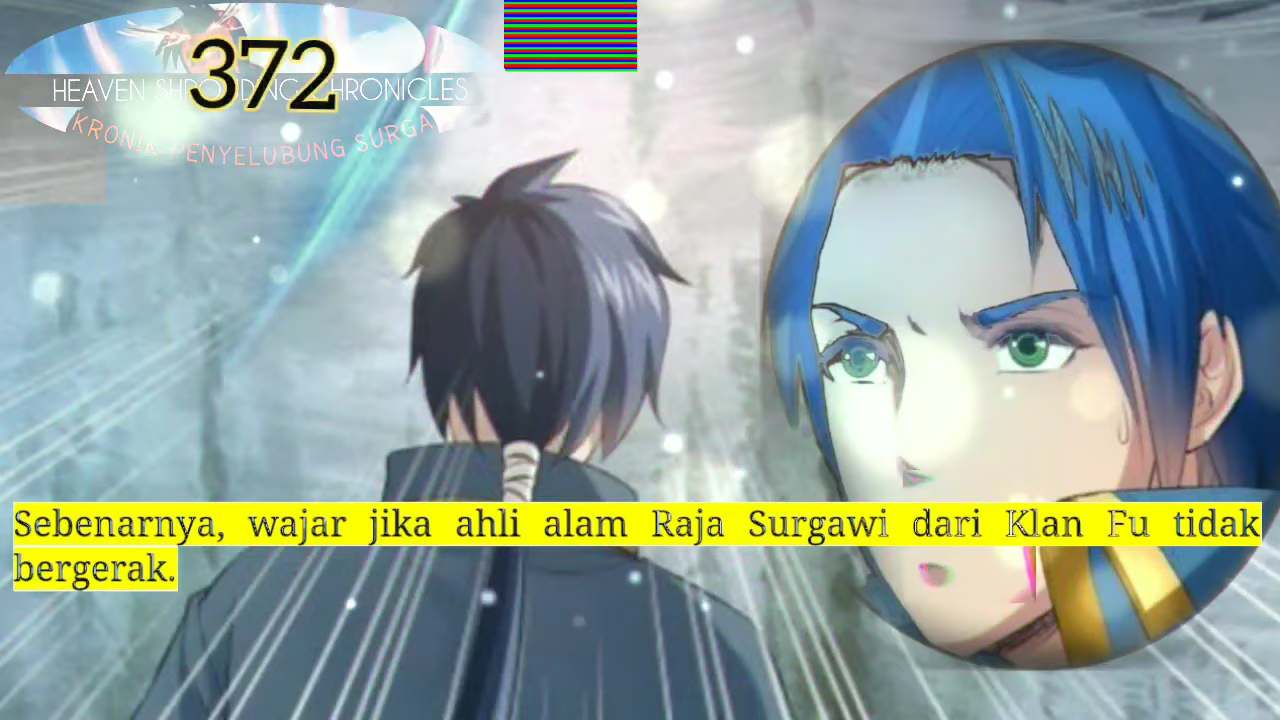 372
HEAVEN SHROUDING CHRONICLES
KRONIK PENYELUBUNG SURGA
Sebenarnya, wajar jika ahli alam Raja Surgawi dari Klan Fu tidak
bergerak.